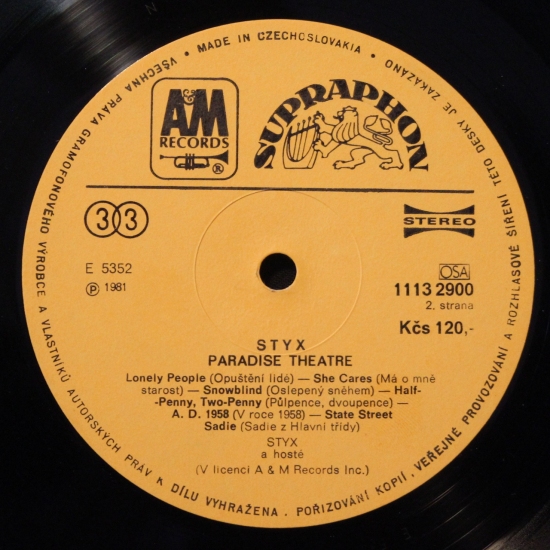 VŠECHNA PRÁVA GRAMOFONOVÉHO VÝROBCE A VLASTNÍKŮ AUTORSKÝCH PRÁV K DÍLU VYHRAŽENA . POŘIZOVÁNÍ KOPIÍ . VEŘEJNÉ PROVOZOVÁNÍ A ROZHLASOVÉ ŠÍŘENÍ TÉTO DESKY JE ZAKÁZÁNO
• MADE IN CZECHOSLOVAKIA •
A&M
RECORDS
®
SUPRAPHON
33
STEREO
E 5352
OSA
℗ 1981
1113 2900
2. strana
Kčs 120,-
STYX
PARADISE THEATRE
Lonely People (Opuštění lidé) — She Cares (Má o mně
starost) — Snowblind (Oslepený sněhem) — Half-
-Penny, Two-Penny (Půlpence, dvoupence) —
A. D. 1958 (V roce 1958) — State Street
Sadie (Sadie z Hlavní třídy)
STYX
a hosté
(V licenci A & M Records Inc.)